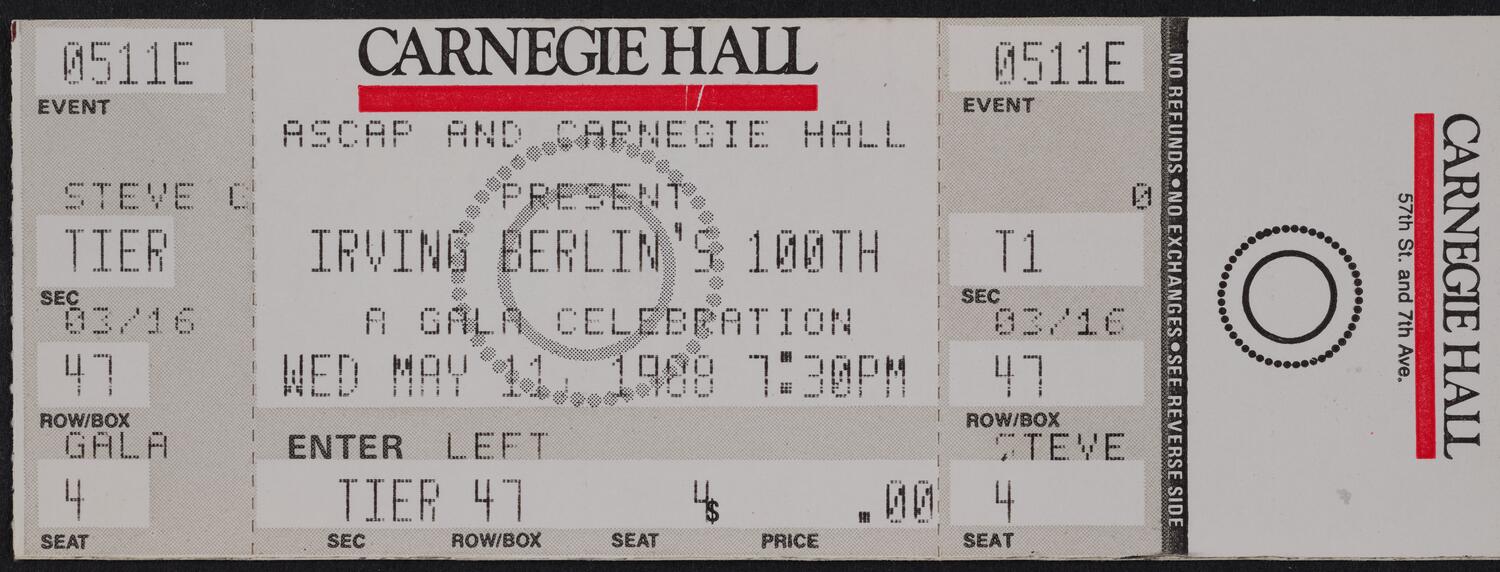 0511E
EVENT
STEVE G
TIER
SEC
03/16
47
ROW/BOX
GALA
4
SEAT
CARNEGIE HALL
ASCAP AND CARNEGIE HALL
PRESENT
IRVING BERLIN'S 100TH
A GALA CELEBRATION
WED MAY 11, 1988 7:30PM
ENTER LEFT
TIER 47 4 $ .00
SEC ROW/BOX SEAT PRICE
0511E
EVENT
0
T1
SEC
03/16
47
ROW/BOX
STEVE
4
SEAT
NO REFUNDS • NO EXCHANGES • SEE REVERSE SIDE
CARNEGIE HALL
57th St. and 7th Ave.